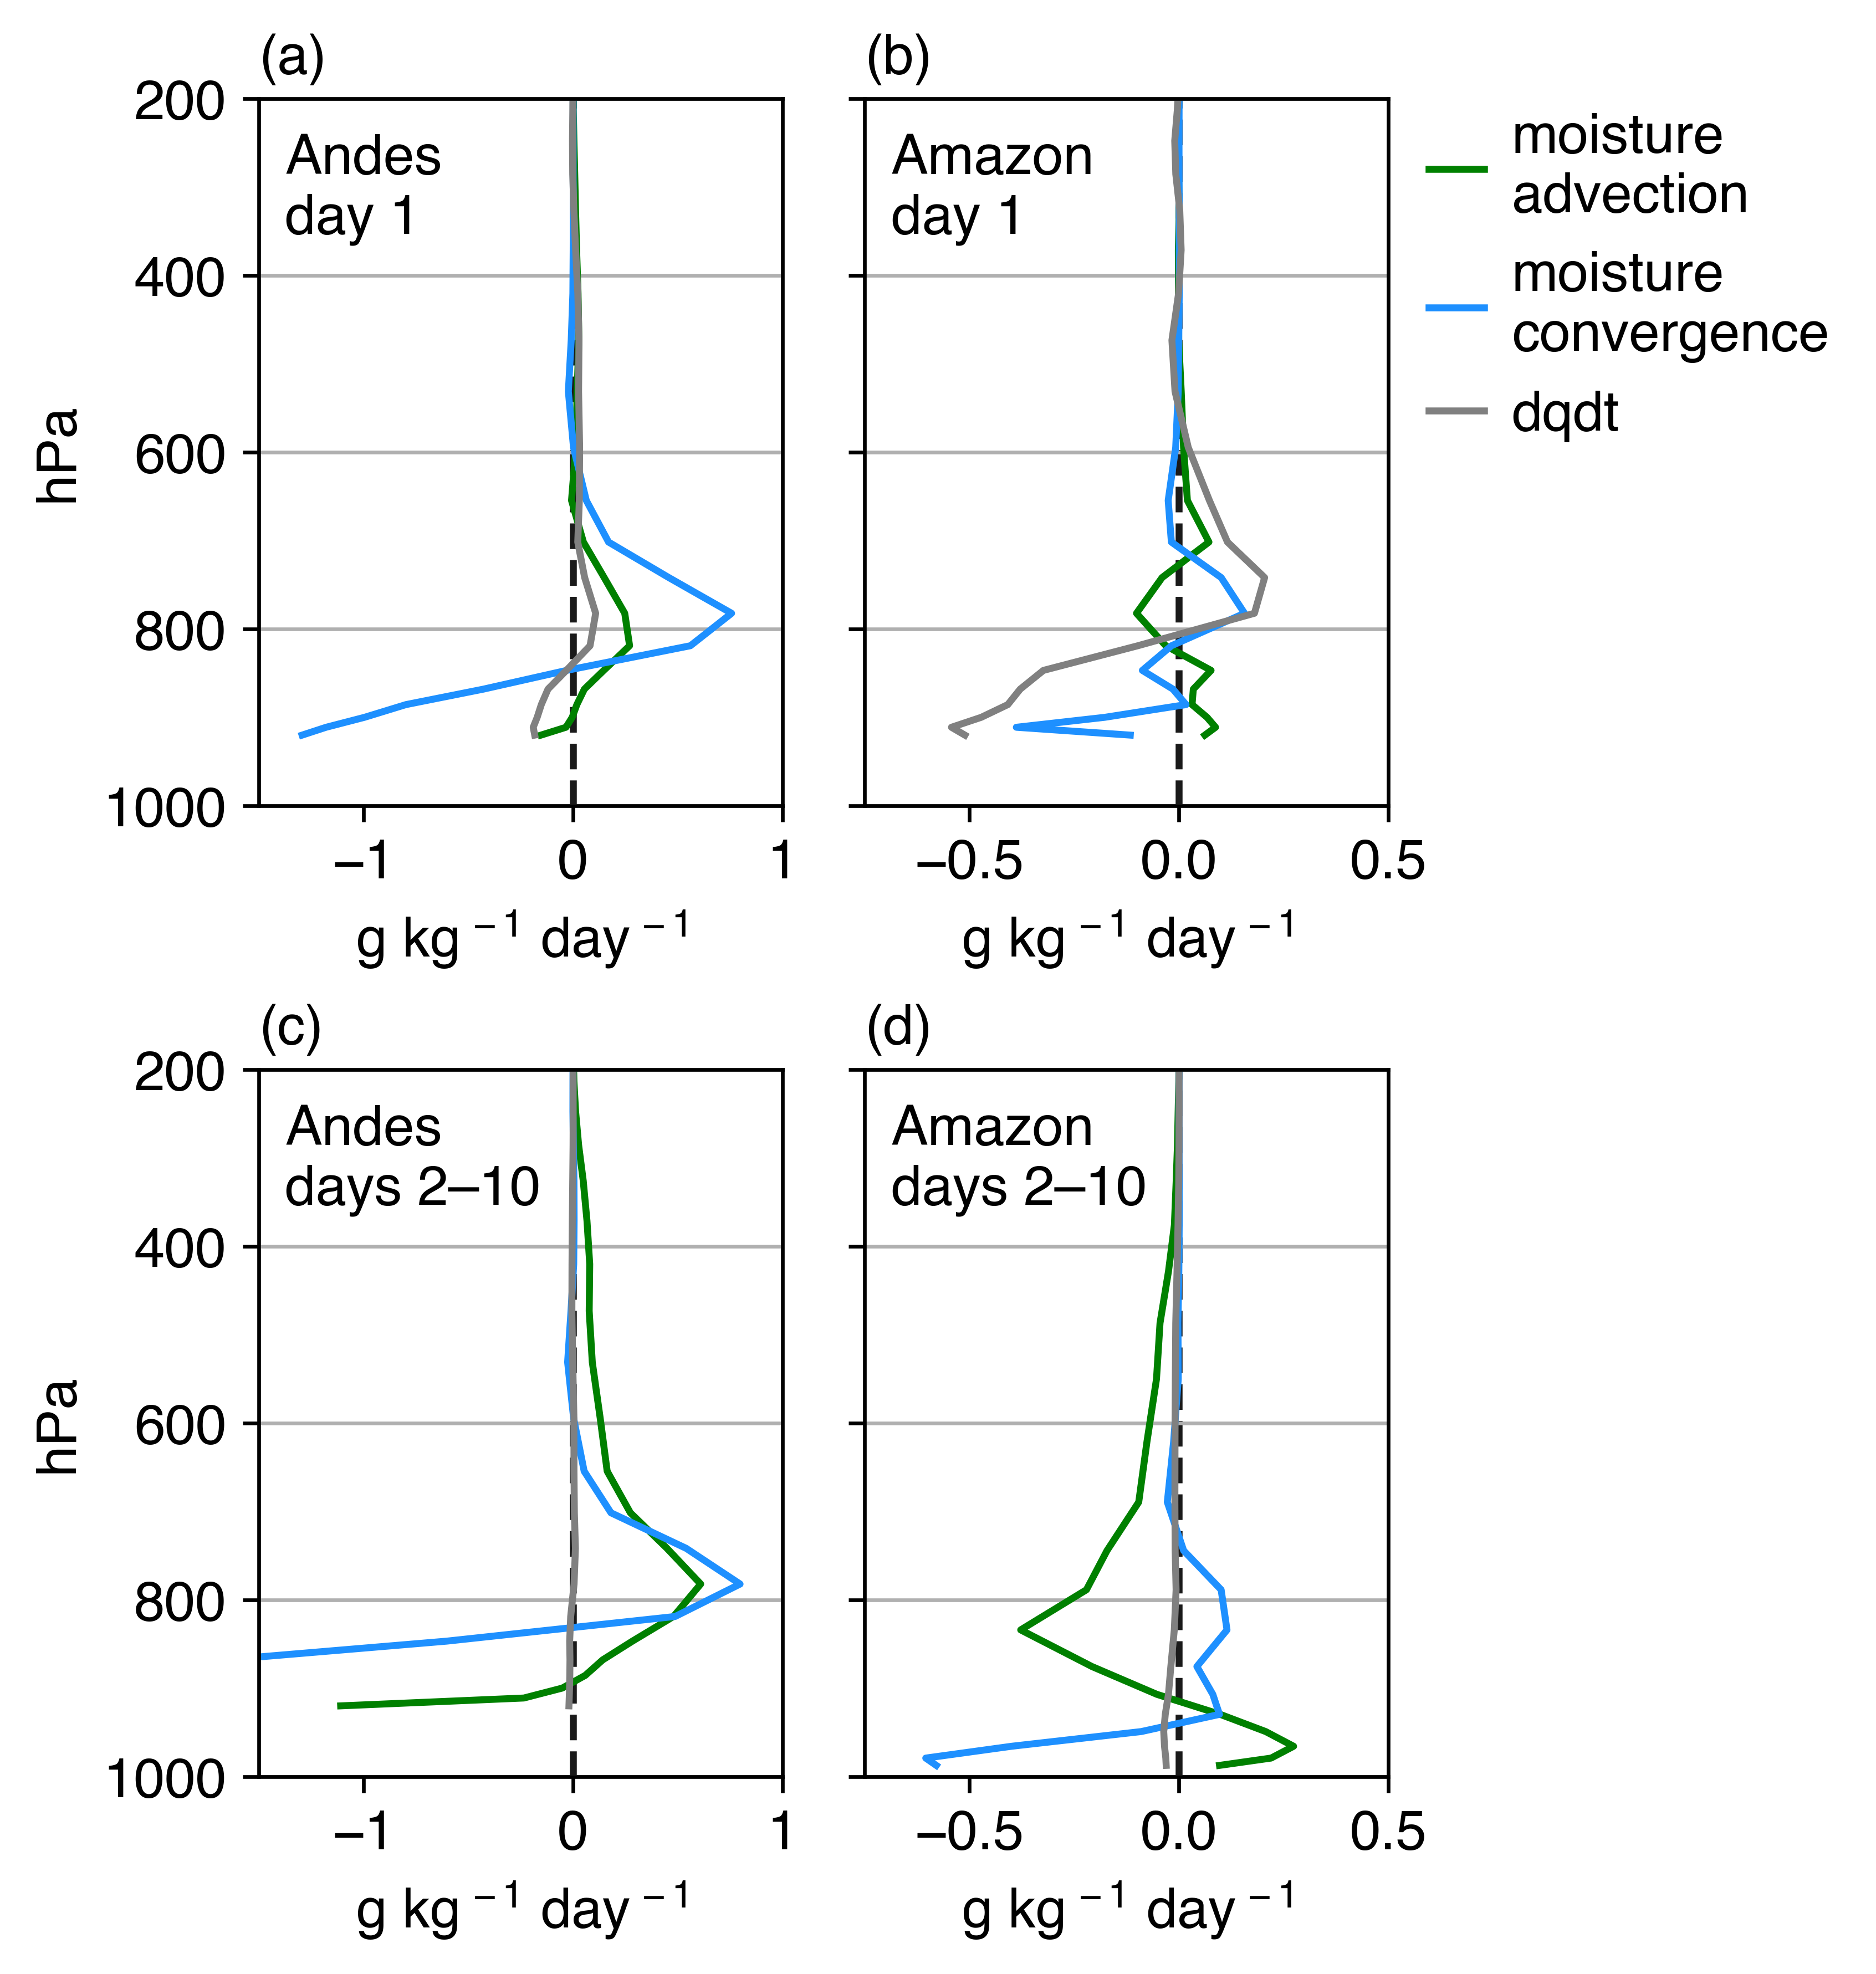 (a)
(b)
200
400
600
800
1000
hPa
Andes
day 1
Amazon
day 1
moisture
advection
moisture
convergence
dqdt
−1
0
1
−0.5
0.0
0.5
g kg ⁻¹ day ⁻¹
g kg ⁻¹ day ⁻¹
(c)
(d)
200
400
600
800
1000
hPa
Andes
days 2–10
Amazon
days 2–10
−1
0
1
−0.5
0.0
0.5
g kg ⁻¹ day ⁻¹
g kg ⁻¹ day ⁻¹